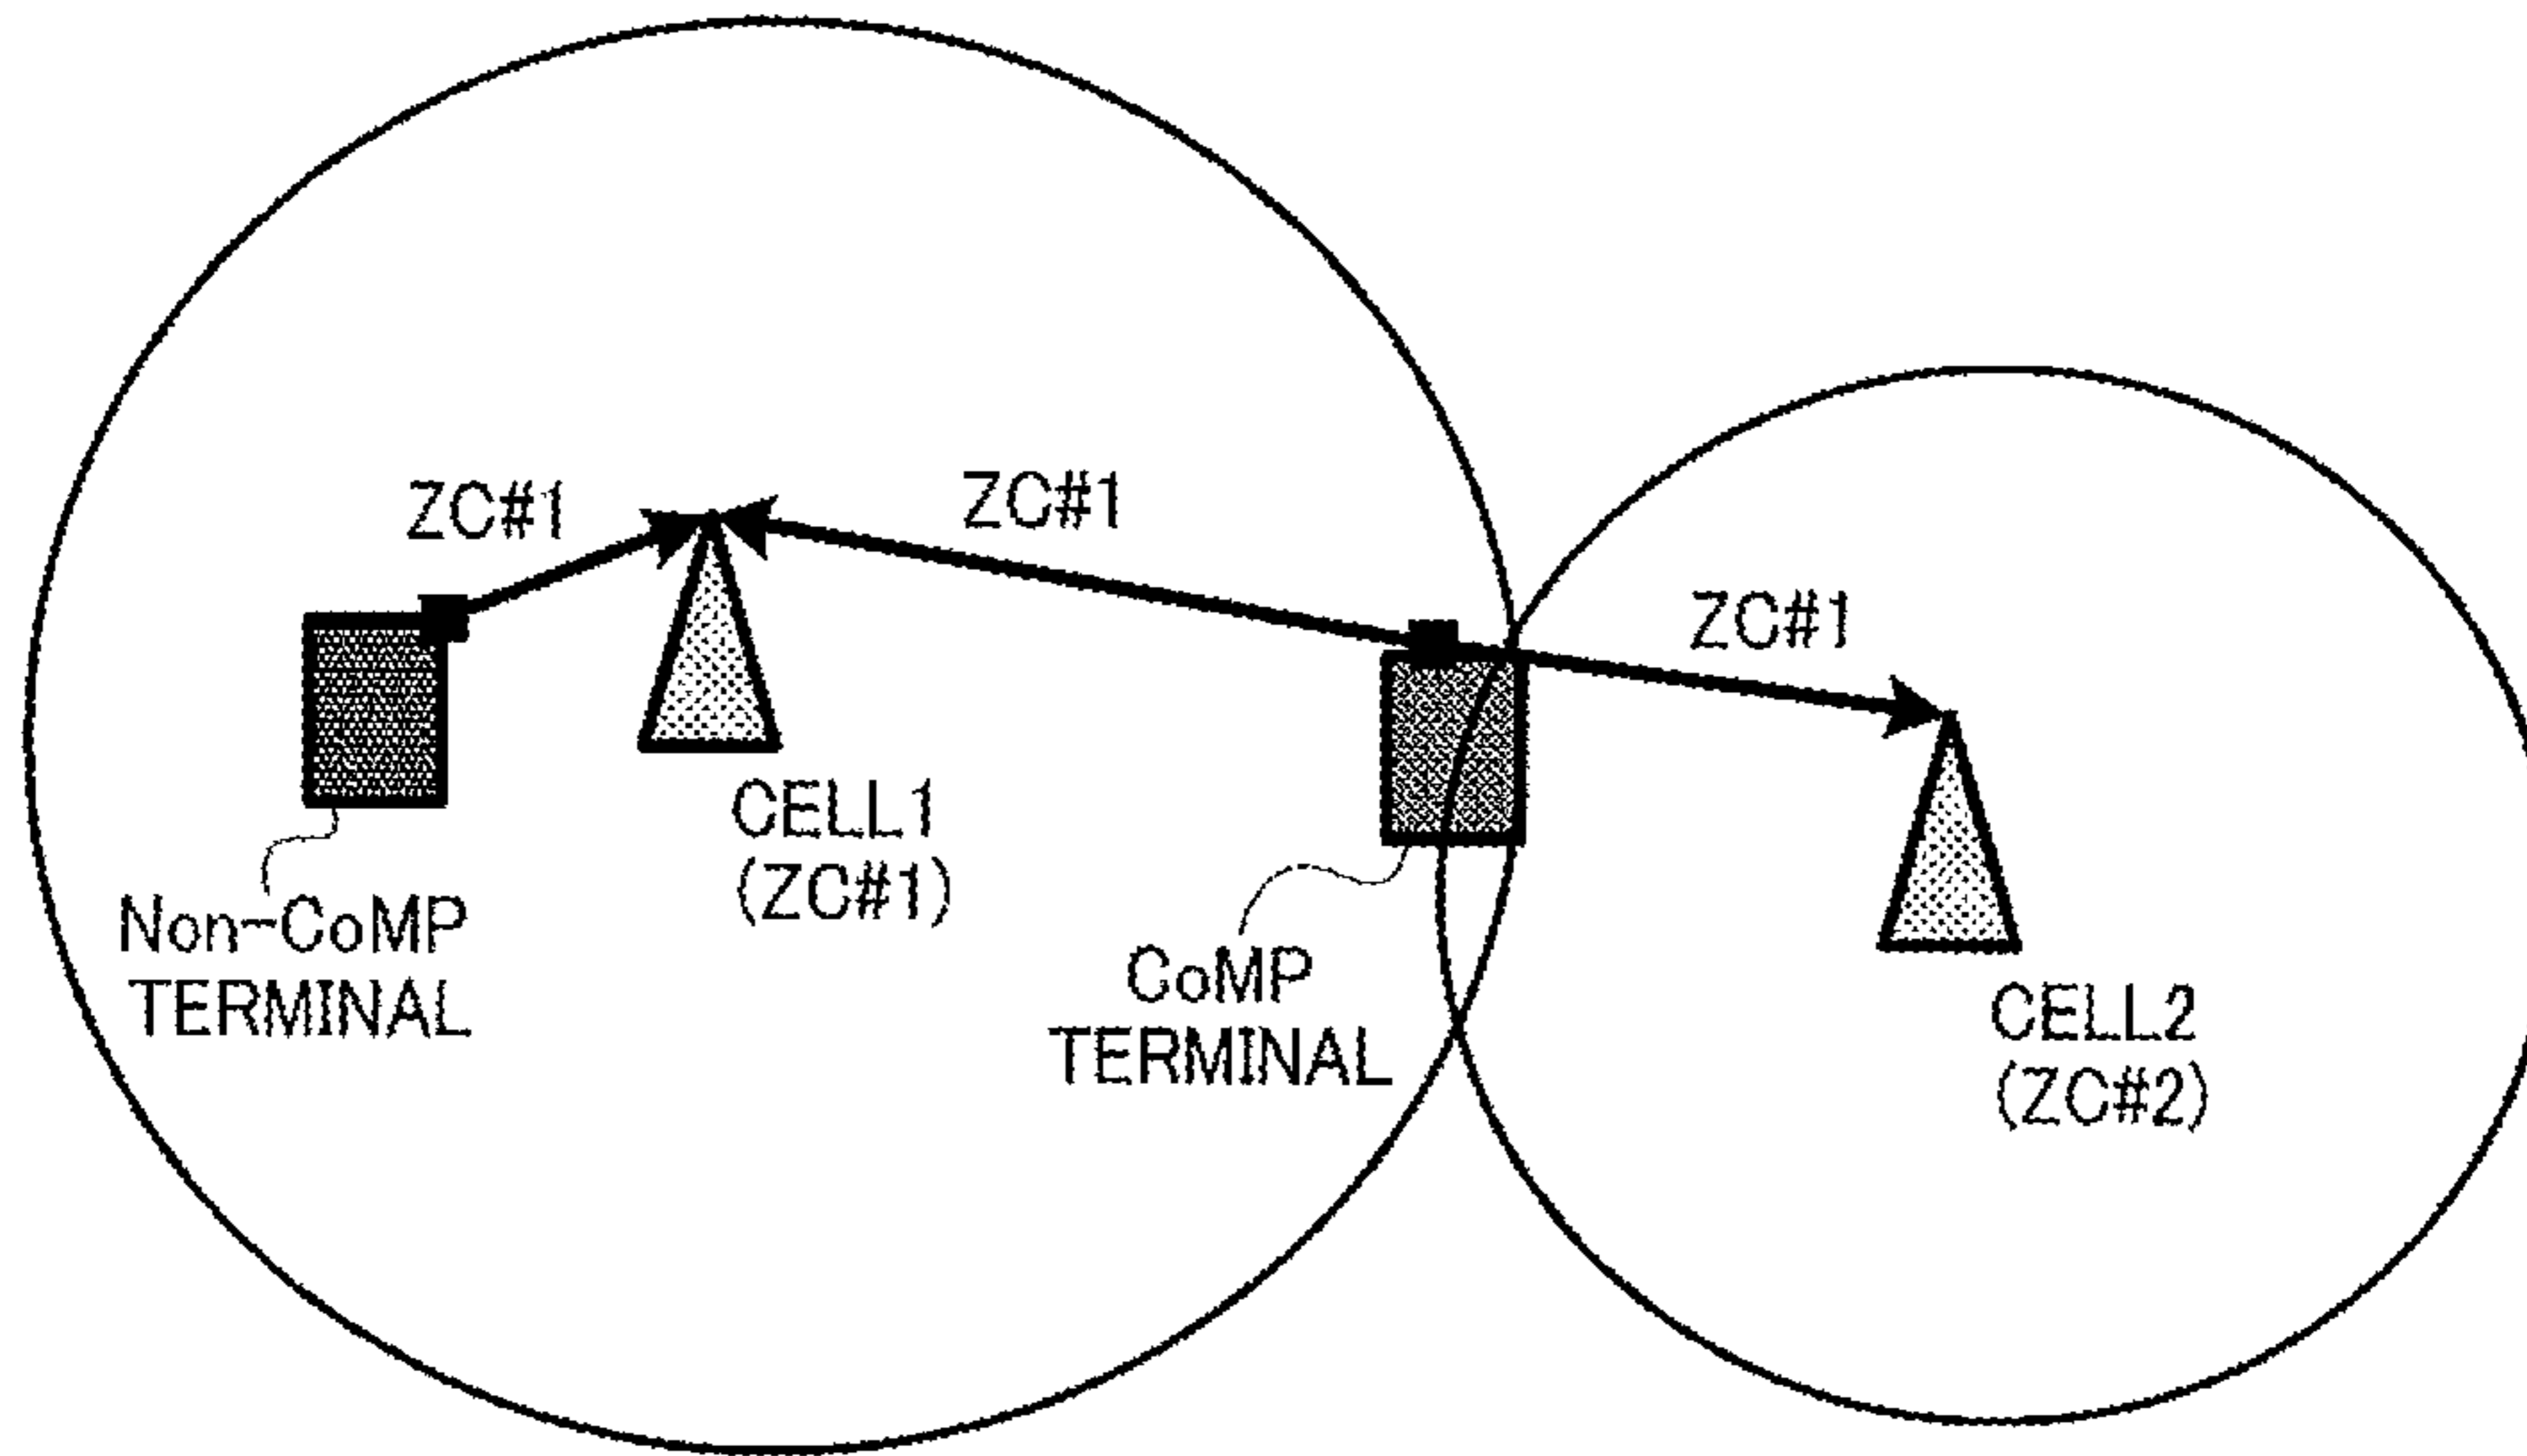 ZC#1
ZC#1
ZC#1
CELL1
(ZC#1)
Non-CoMP
TERMINAL
CoMP
TERMINAL
CELL2
(ZC#2)